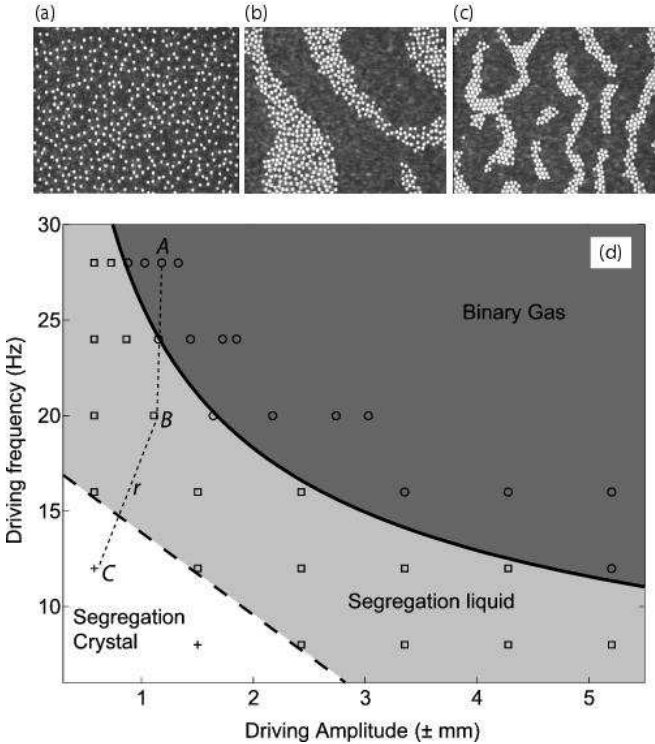 (a)
(b)
(c)
30
(d)
A
Binary Gas
25
Driving frequency (Hz)
20
B
r
15
C
Segregation liquid
10
Segregation
Crystal
1
2
3
4
5
Driving Amplitude (± mm)